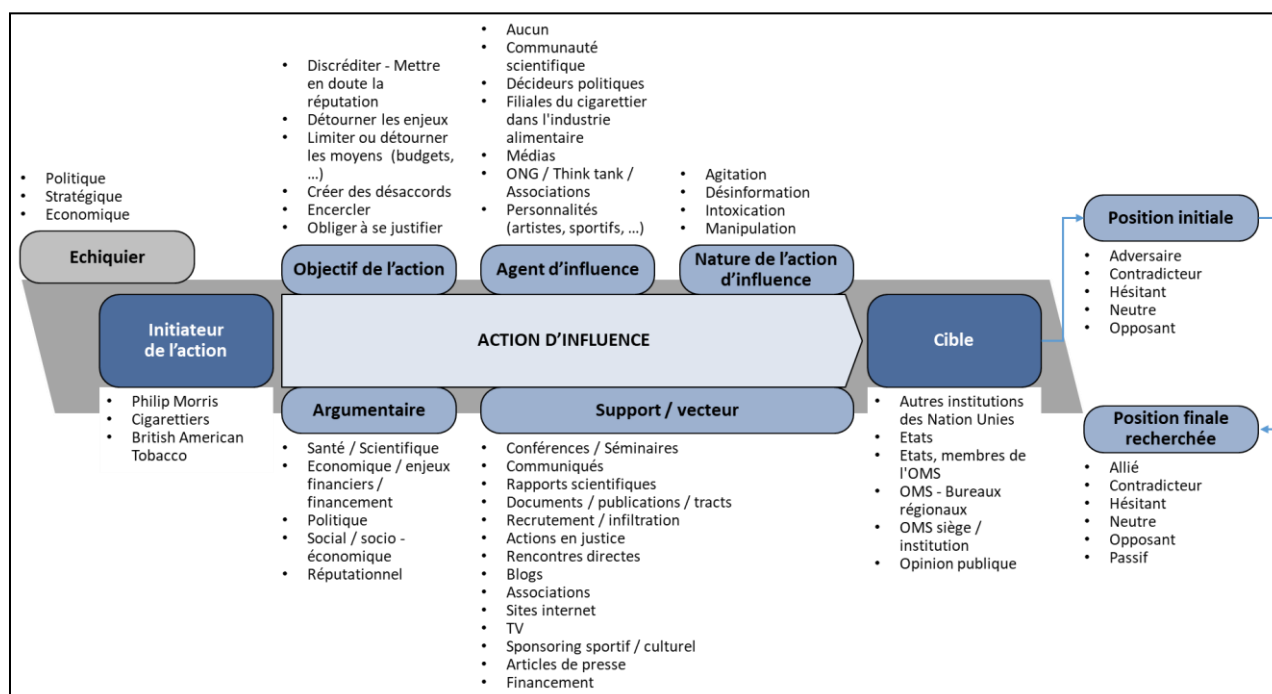 • Politique
• Stratégique
• Economique
Echiquier
• Discréditer - Mettre
en doute la
réputation
• Détourner les enjeux
• Limiter ou détourner
les moyens (budgets,
…)
• Créer des désaccords
• Encercler
• Obliger à se justifier
Objectif de l'action
• Aucun
• Communauté
scientifique
• Décideurs politiques
• Filiales du cigarettier
dans l'industrie
alimentaire
• Médias
• ONG / Think tank /
Associations
• Personnalités
(artistes, sportifs, …)
Agent d'influence
• Agitation
• Désinformation
• Intoxication
• Manipulation
Nature de l'action
d'influence
Initiateur
de l'action
• Philip Morris
• Cigarettiers
• British American
Tobacco
ACTION D'INFLUENCE
Argumentaire
• Santé / Scientifique
• Economique / enjeux
financiers /
financement
• Politique
• Social / socio -
économique
• Réputationnel
Support / vecteur
• Conférences / Séminaires
• Communiqués
• Rapports scientifiques
• Documents / publications / tracts
• Recrutement / infiltration
• Actions en justice
• Rencontres directes
• Blogs
• Associations
• Sites internet
• TV
• Sponsoring sportif / culturel
• Articles de presse
• Financement
Cible
• Autres institutions
des Nation Unies
• Etats
• Etats, membres de
l'OMS
• OMS - Bureaux
régionaux
• OMS siège /
institution
• Opinion publique
Position initiale
• Adversaire
• Contradicteur
• Hésitant
• Neutre
• Opposant
Position finale
recherchée
• Allié
• Contradicteur
• Hésitant
• Neutre
• Opposant
• Passif